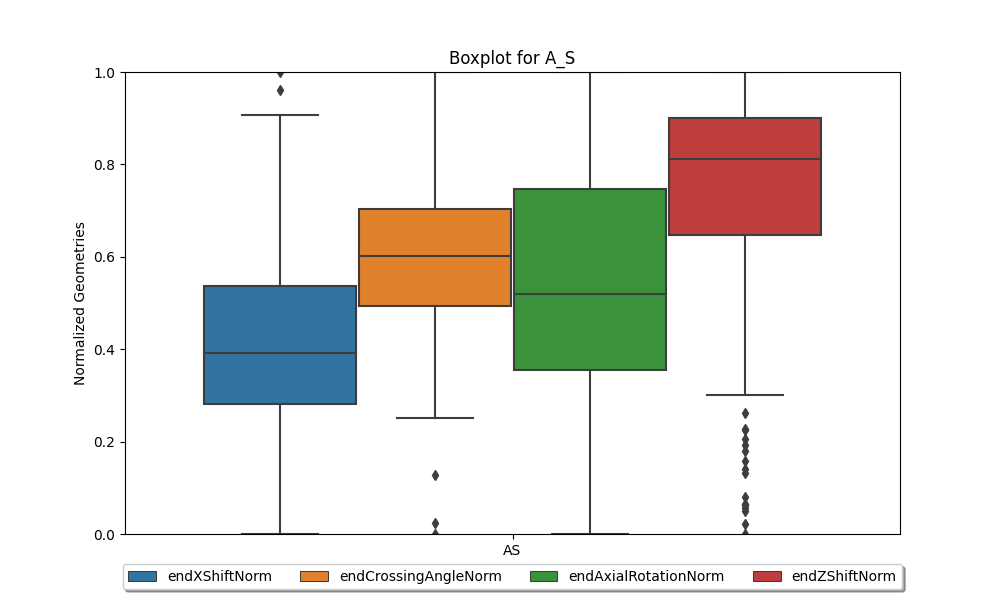 Boxplot for A_S
1.0
0.8
0.6
0.4
0.2
0.0
Normalized Geometries
AS
endXShiftNorm endCrossingAngleNorm endAxialRotationNorm endZShiftNorm